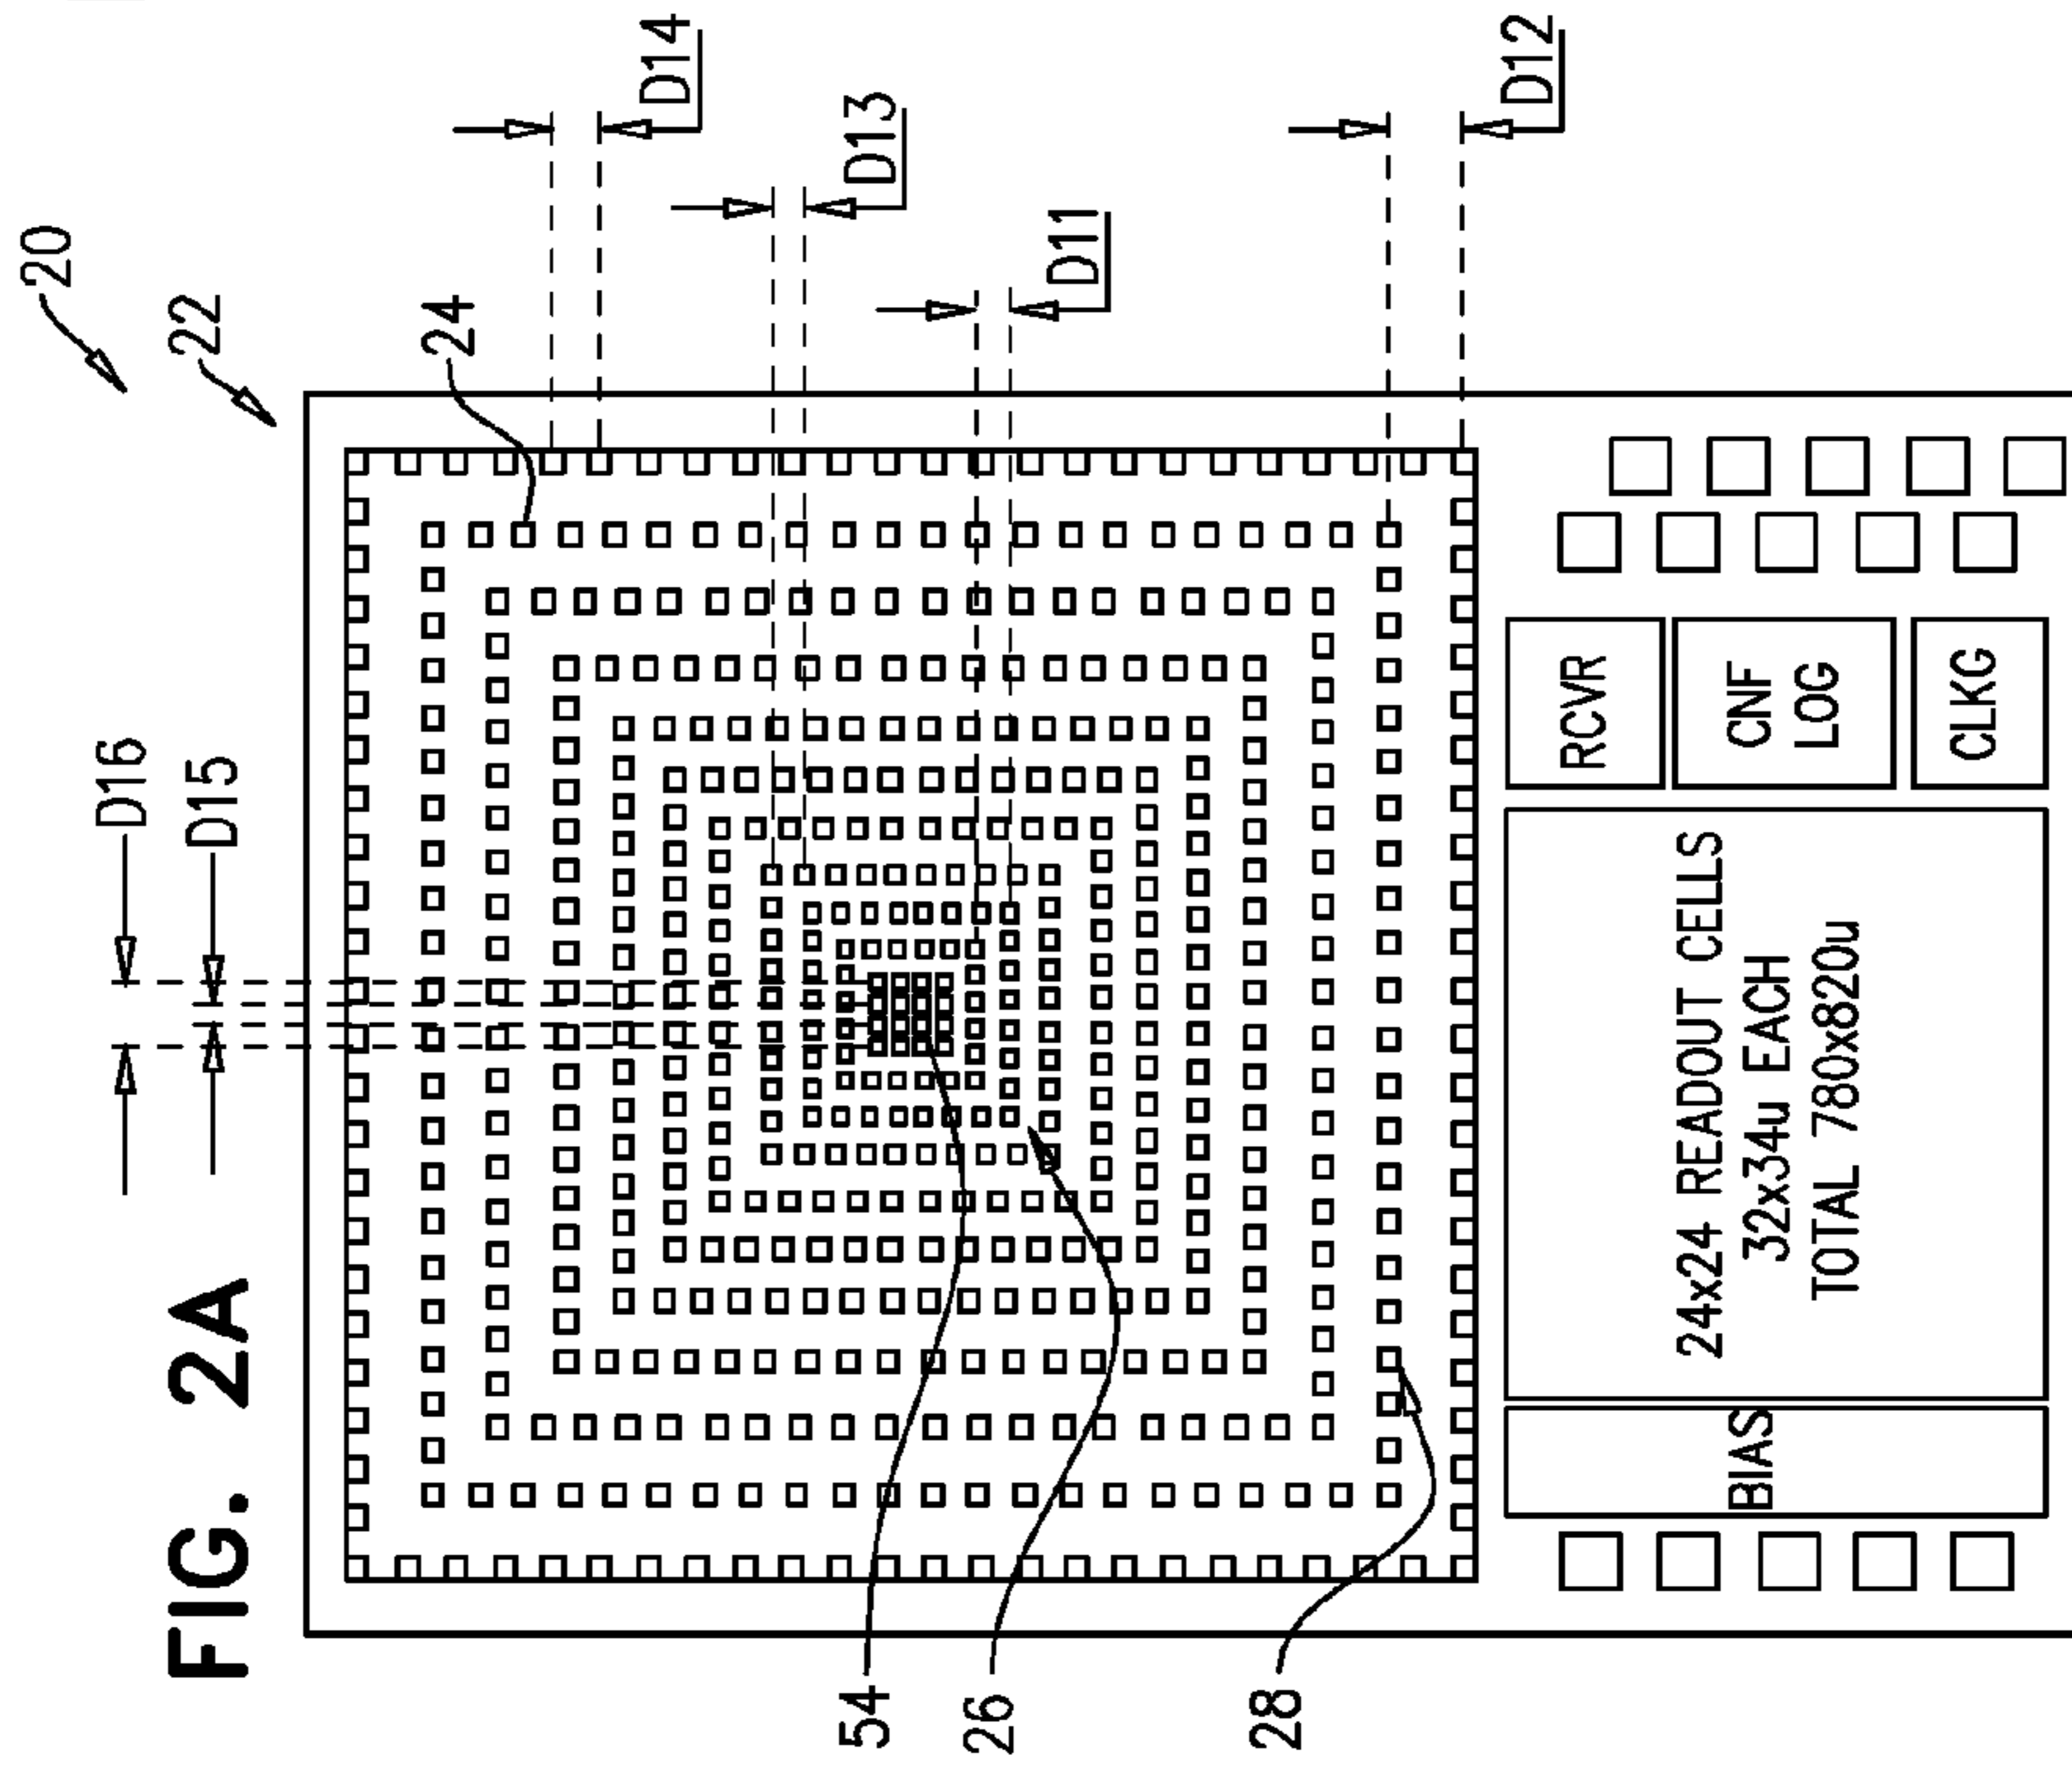 FIG. 2A
20
22
24
D14
D13
D11
D12
D16
D15
54
26
28
RCVR
CNF
LOG
CLKG
24x24 READOUT CELLS
32x34u EACH
TOTAL 780x820u
BIAS